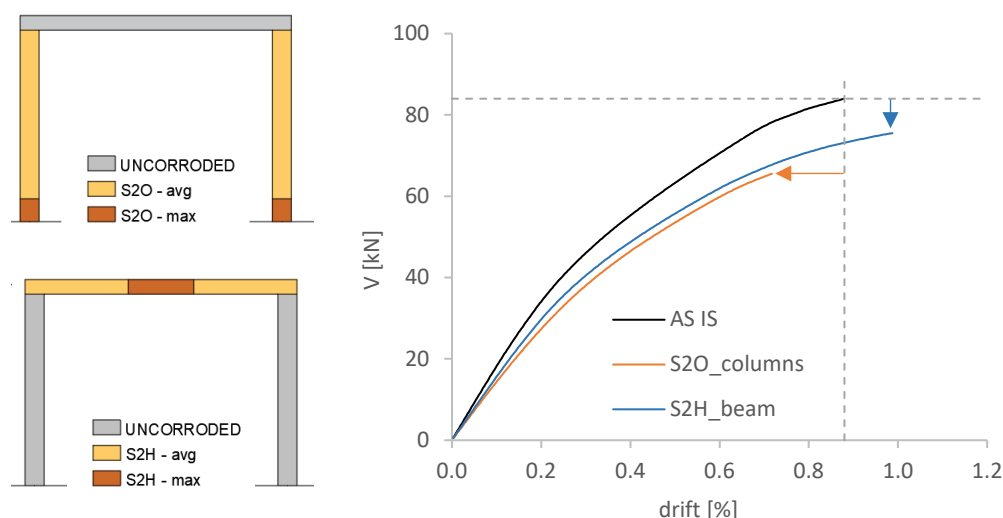 UNCORRODED
S2O - avg
S2O - max
UNCORRODED
S2H - avg
S2H - max
100
80
60
40
20
0
V [kN]
AS IS
S2O_columns
S2H_beam
0.0 0.2 0.4 0.6 0.8 1.0 1.2
drift [%]